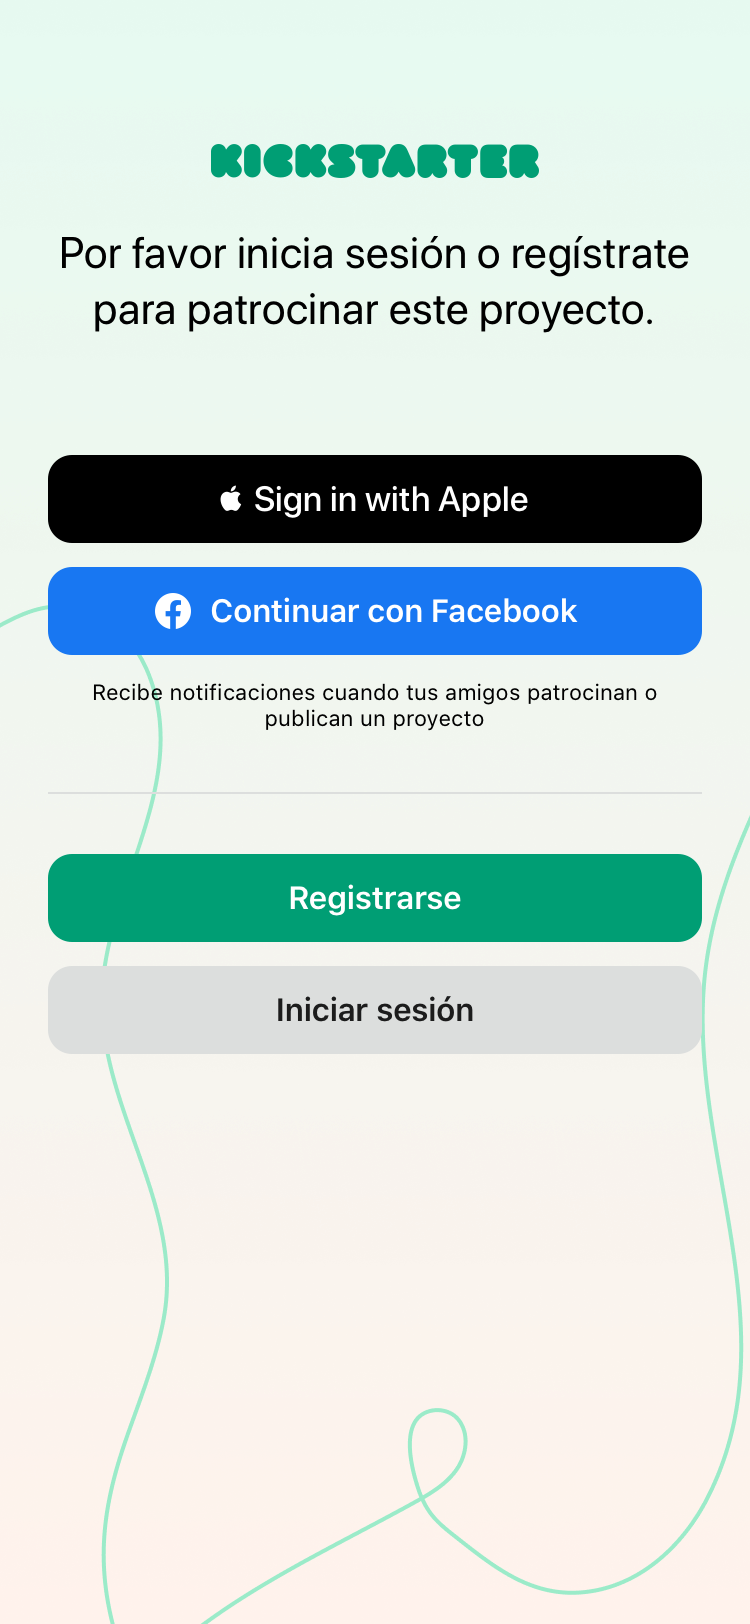 KICKSTARTER
Por favor inicia sesión o regístrate
para patrocinar este proyecto.
Sign in with Apple
Continuar con Facebook
Recibe notificaciones cuando tus amigos patrocinan o
publican un proyecto
Registrarse
Iniciar sesión